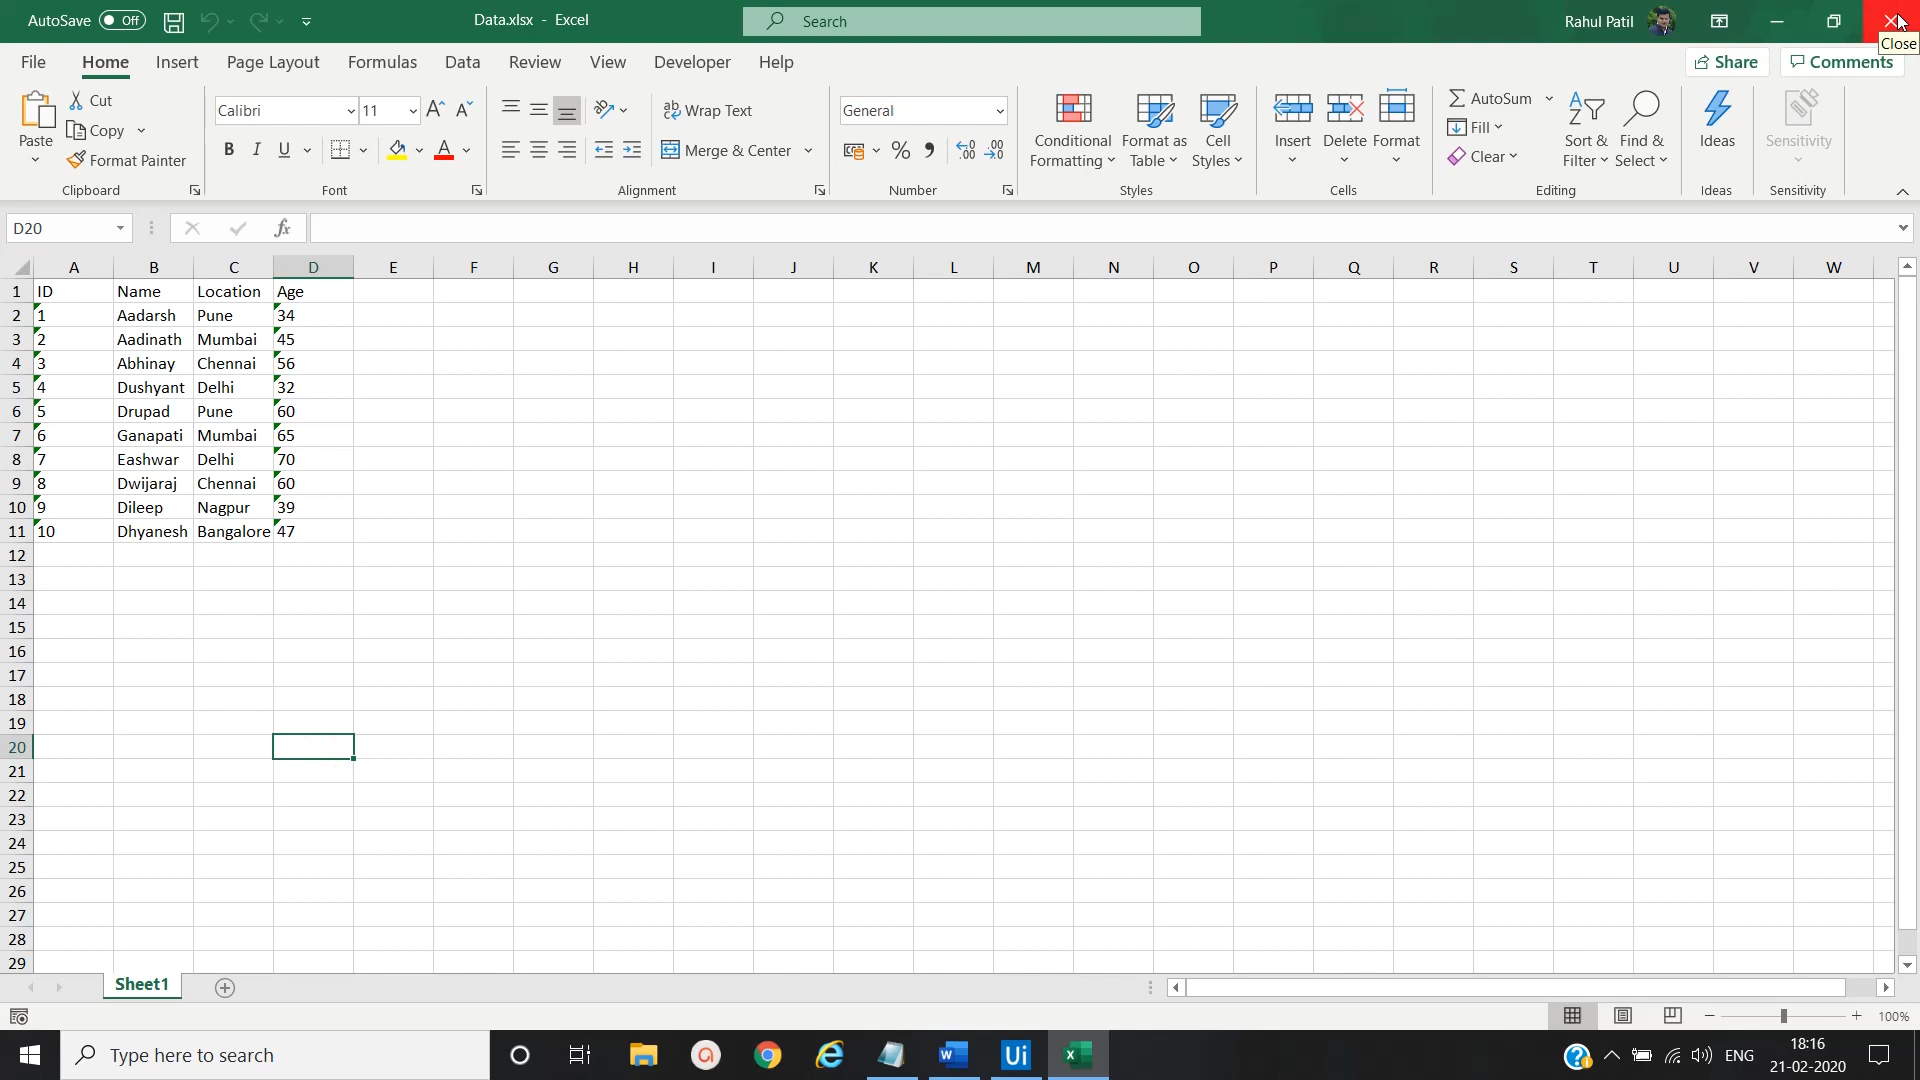 AutoSave Off Data.xlsx - Excel Search Rahul Patil
Close
File Home Insert Page Layout Formulas Data Review View Developer Help Share Comments
Paste
Cut
Copy
Format Painter
Clipboard
Calibri 11
B I U A
Font
Wrap Text
Merge & Center
Alignment
General
%
Number
Conditional Formatting
Format as Table
Cell Styles
Styles
Insert Delete Format
Cells
AutoSum
Fill
Clear
Sort & Filter
Find & Select
Editing
Ideas
Ideas
Sensitivity
Sensitivity
D20 fx
A B C D E F G H I J K L M N O P Q R S T U V W
1 ID Name Location Age
2 1 Aadarsh Pune 34
3 2 Aadinath Mumbai 45
4 3 Abhinay Chennai 56
5 4 Dushyant Delhi 32
6 5 Drupad Pune 60
7 6 Ganapati Mumbai 65
8 7 Eashwar Delhi 70
9 8 Dwijaraj Chennai 60
10 9 Dileep Nagpur 39
11 10 Dhyanesh Bangalore 47
12
13
14
15
16
17
18
19
20
21
22
23
24
25
26
27
28
29
Sheet1
100%
Type here to search
Ui
ENG
18:16
21-02-2020